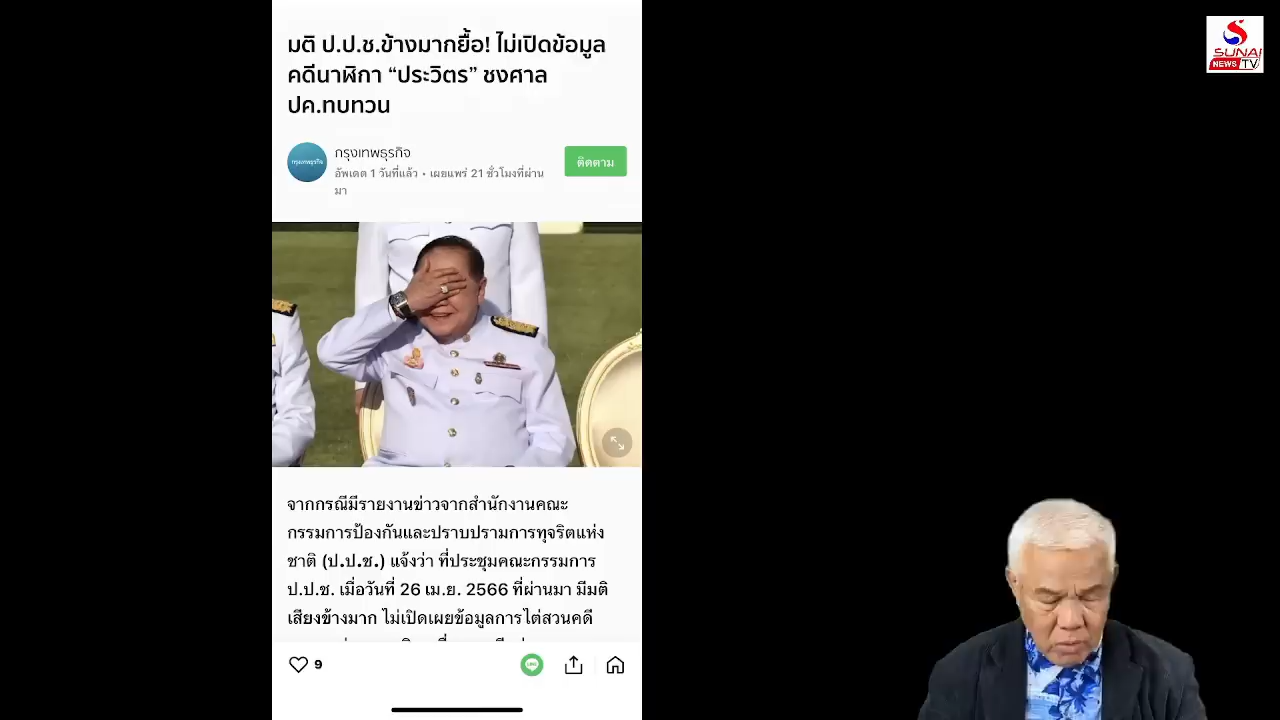 มติ ป.ป.ช.ข้างมากยื้อ! ไม่เปิดข้อมูล
คดีนาฬิกา “ประวิตร” ชงศาล
ปค.ทบทวน
กรุงเทพธุรกิจ
กรุงเทพธุรกิจ
อัพเดต 1 วันที่แล้ว • เผยแพร่ 21 ชั่วโมงที่ผ่าน
มา
ติดตาม
จากกรณีมีรายงานข่าวจากสำนักงานคณะ
กรรมการป้องกันและปราบปรามการทุจริตแห่ง
ชาติ (ป.ป.ช.) แจ้งว่า ที่ประชุมคณะกรรมการ
ป.ป.ช. เมื่อวันที่ 26 เม.ย. 2566 ที่ผ่านมา มีมติ
เสียงข้างมาก ไม่เปิดเผยข้อมูลการไต่สวนคดี
9
LINE
SUNAI
NEWS TV